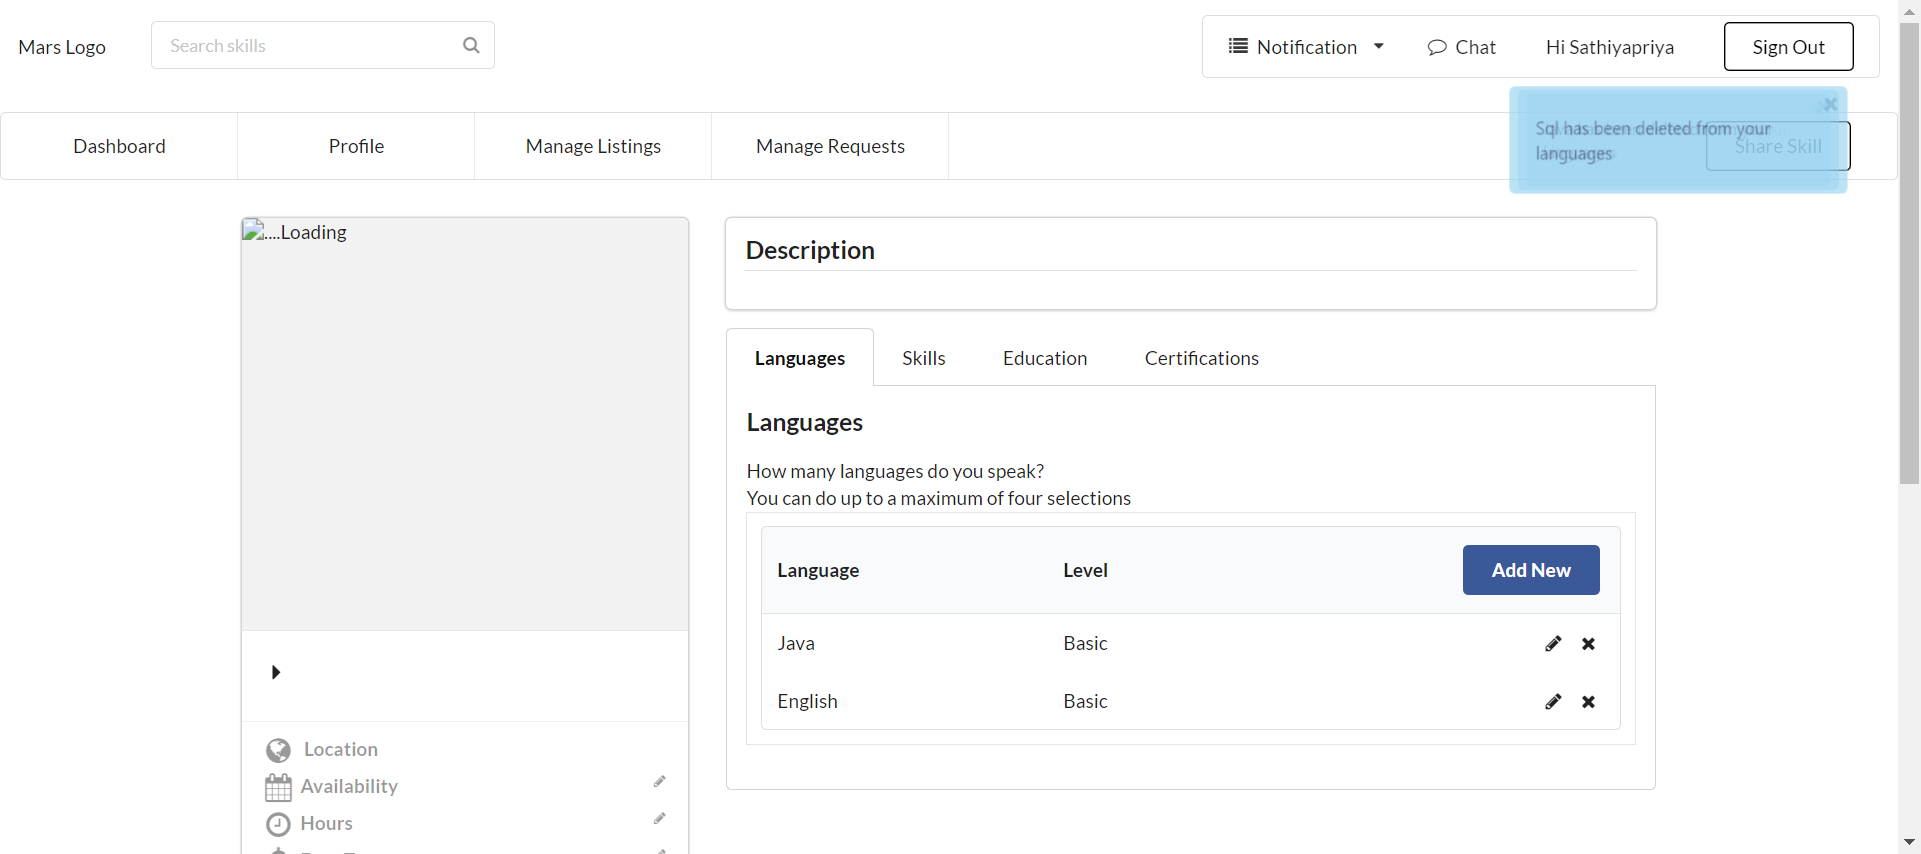 Mars Logo
Search skills
Notification
Chat
Hi Sathiyapriya
Sign Out
Dashboard
Profile
Manage Listings
Manage Requests
Share Skill
Sql has been deleted from your
languages
....Loading
Description
Languages
Skills
Education
Certifications
Languages
How many languages do you speak?
You can do up to a maximum of four selections
Language
Level
Add New
Java
Basic
English
Basic
Location
Availability
Hours